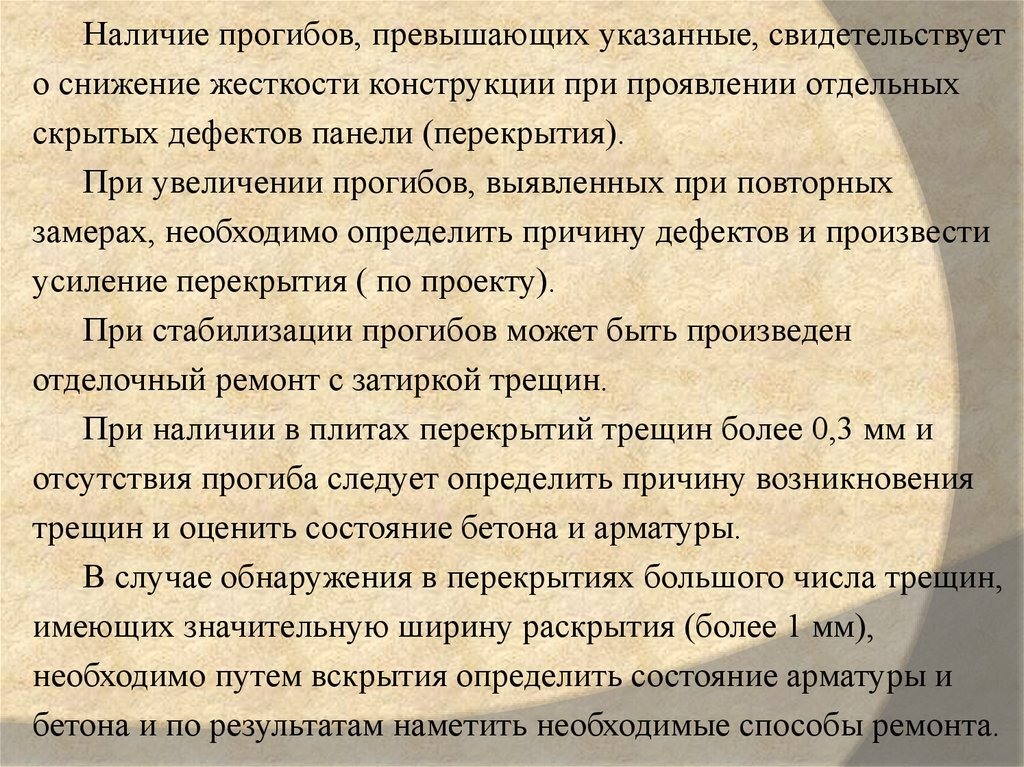 Наличие прогибов, превышающих указанные, свидетельствует
о снижение жесткости конструкции при проявлении отдельных
скрытых дефектов панели (перекрытия).
При увеличении прогибов, выявленных при повторных
замерах, необходимо определить причину дефектов и произвести
усиление перекрытия ( по проекту).
При стабилизации прогибов может быть произведен
отделочный ремонт с затиркой трещин.
При наличии в плитах перекрытий трещин более 0,3 мм и
отсутствия прогиба следует определить причину возникновения
трещин и оценить состояние бетона и арматуры.
В случае обнаружения в перекрытиях большого числа трещин,
имеющих значительную ширину раскрытия (более 1 мм),
необходимо путем вскрытия определить состояние арматуры и
бетона и по результатам наметить необходимые способы ремонта.